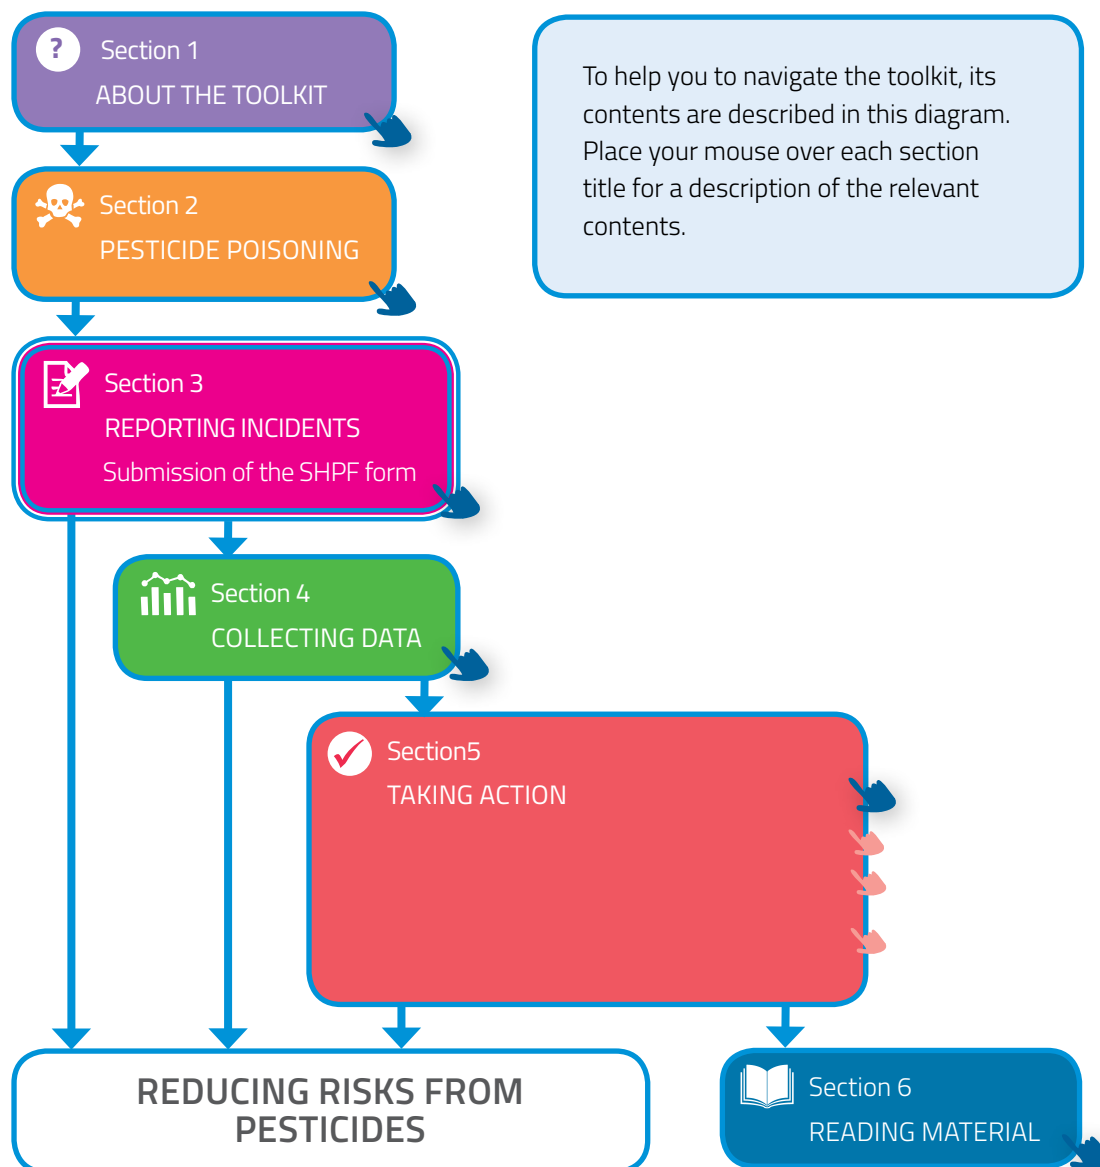 ?
Section 1
ABOUT THE TOOLKIT
To help you to navigate the toolkit, its
contents are described in this diagram.
Place your mouse over each section
title for a description of the relevant
contents.
Section 2
PESTICIDE POISONING
Section 3
REPORTING INCIDENTS
Submission of the SHPF form
Section 4
COLLECTING DATA
Section5
TAKING ACTION
REDUCING RISKS FROM
PESTICIDES
Section 6
READING MATERIAL